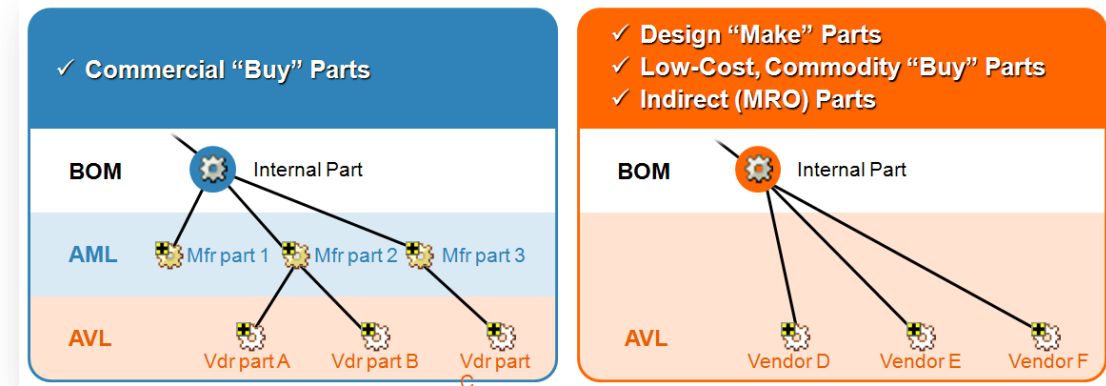 ✓ Commercial “Buy” Parts
BOM
Internal Part
AML
Mfr part 1
Mfr part 2
Mfr part 3
AVL
Vdr part A
Vdr part B
Vdr part
C
✓ Design “Make” Parts
✓ Low-Cost, Commodity “Buy” Parts
✓ Indirect (MRO) Parts
BOM
Internal Part
AVL
Vendor D
Vendor E
Vendor F